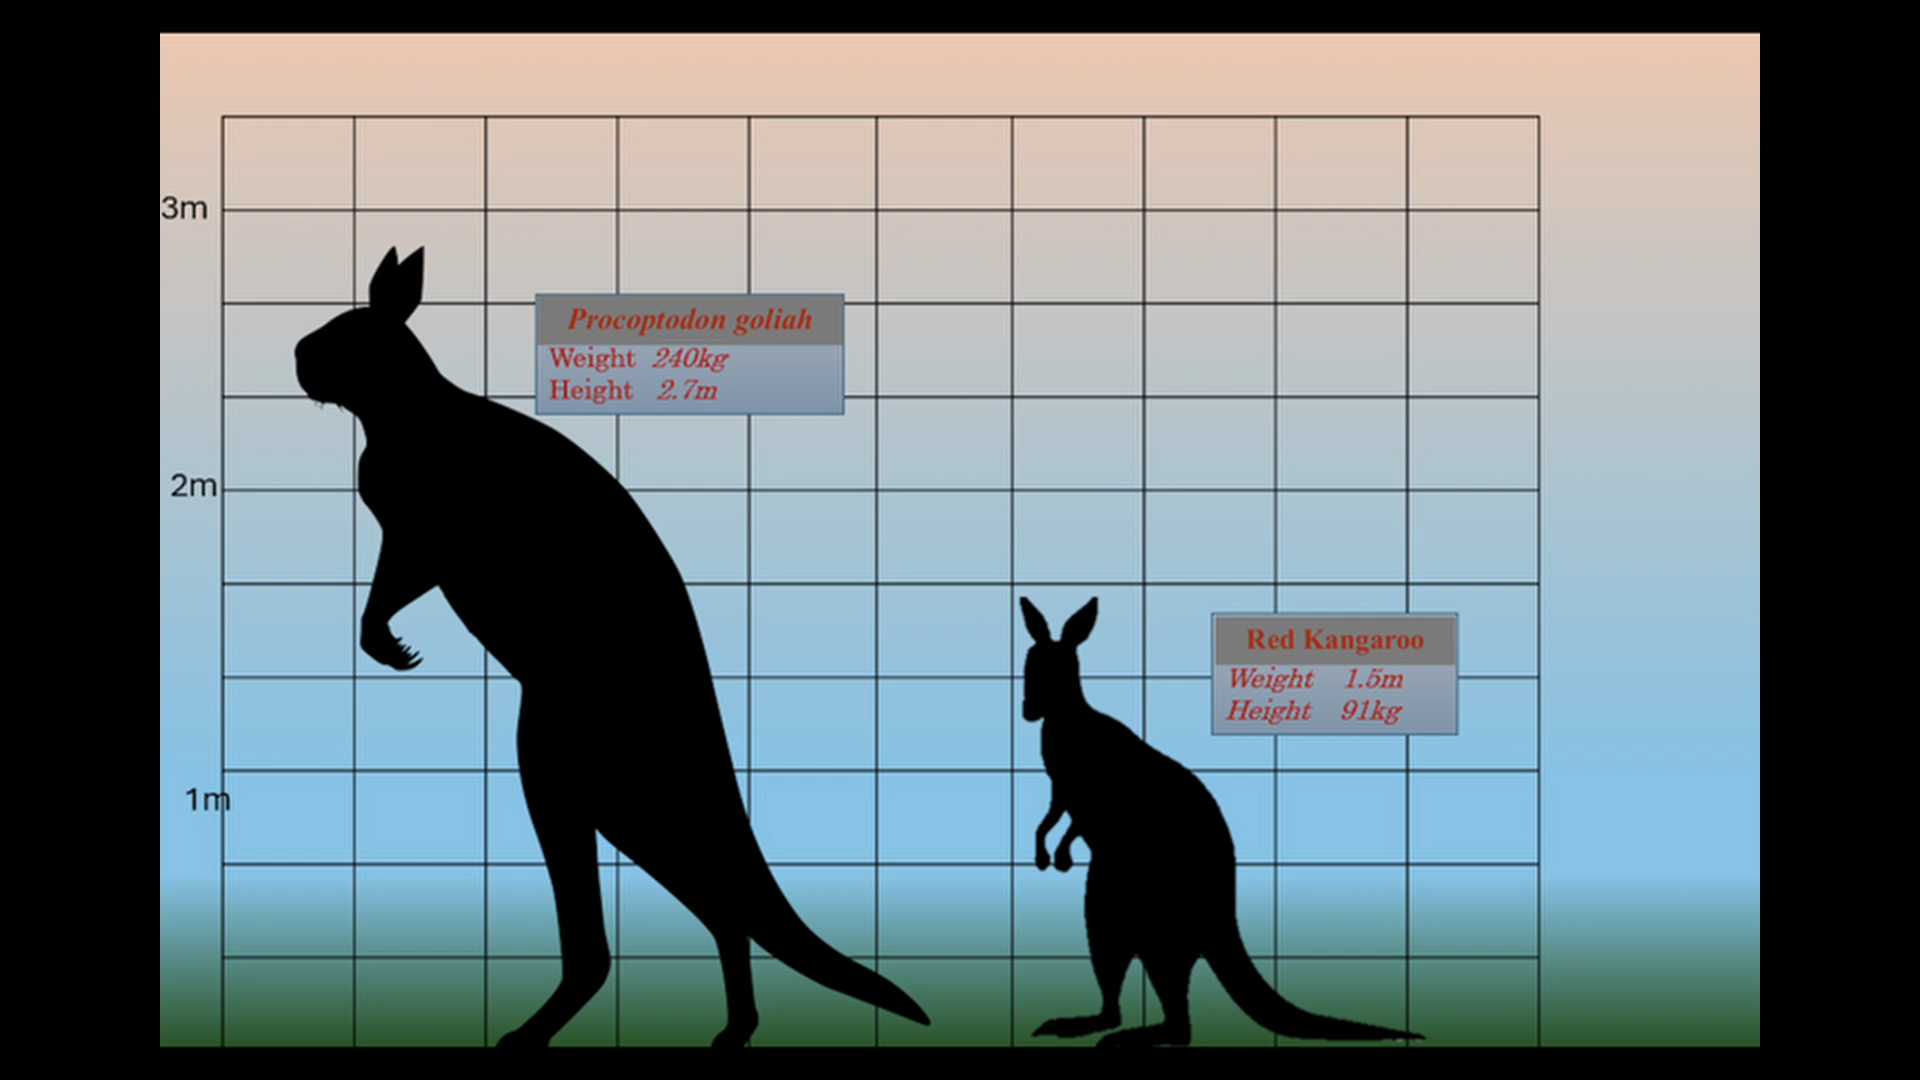 3m
Procoptodon goliah
Weight 240kg
Height 2.7m
2m
Red Kangaroo
Weight 1.5m
Height 91kg
1m